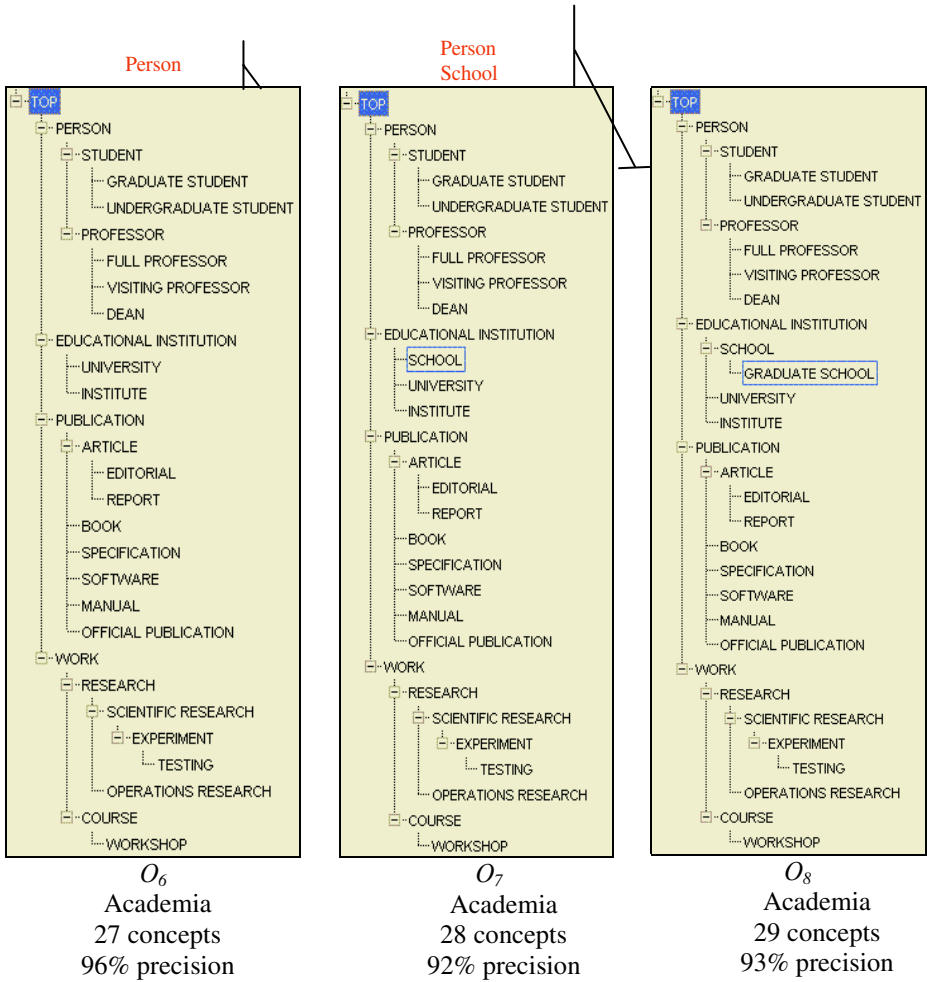 Person
TOP
PERSON
STUDENT
GRADUATE STUDENT
UNDERGRADUATE STUDENT
PROFESSOR
FULL PROFESSOR
VISITING PROFESSOR
DEAN
EDUCATIONAL INSTITUTION
UNIVERSITY
INSTITUTE
PUBLICATION
ARTICLE
EDITORIAL
REPORT
BOOK
SPECIFICATION
SOFTWARE
MANUAL
OFFICIAL PUBLICATION
WORK
RESEARCH
SCIENTIFIC RESEARCH
EXPERIMENT
TESTING
OPERATIONS RESEARCH
COURSE
WORKSHOP
O6
Academia
27 concepts
96% precision
Person
School
TOP
PERSON
STUDENT
GRADUATE STUDENT
UNDERGRADUATE STUDENT
PROFESSOR
FULL PROFESSOR
VISITING PROFESSOR
DEAN
EDUCATIONAL INSTITUTION
SCHOOL
UNIVERSITY
INSTITUTE
PUBLICATION
ARTICLE
EDITORIAL
REPORT
BOOK
SPECIFICATION
SOFTWARE
MANUAL
OFFICIAL PUBLICATION
WORK
RESEARCH
SCIENTIFIC RESEARCH
EXPERIMENT
TESTING
OPERATIONS RESEARCH
COURSE
WORKSHOP
O7
Academia
28 concepts
92% precision
TOP
PERSON
STUDENT
GRADUATE STUDENT
UNDERGRADUATE STUDENT
PROFESSOR
FULL PROFESSOR
VISITING PROFESSOR
DEAN
EDUCATIONAL INSTITUTION
SCHOOL
GRADUATE SCHOOL
UNIVERSITY
INSTITUTE
PUBLICATION
ARTICLE
EDITORIAL
REPORT
BOOK
SPECIFICATION
SOFTWARE
MANUAL
OFFICIAL PUBLICATION
WORK
RESEARCH
SCIENTIFIC RESEARCH
EXPERIMENT
TESTING
OPERATIONS RESEARCH
COURSE
WORKSHOP
O8
Academia
29 concepts
93% precision